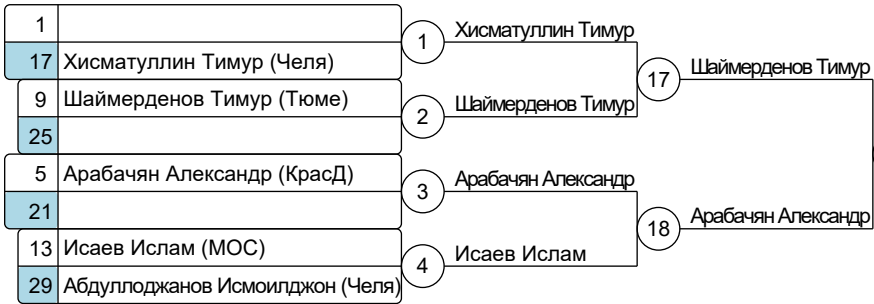 1
17 Хисматуллин Тимур (Челя)
9 Шаймерденов Тимур (Тюме)
25
5 Арабачян Александр (КрасД)
21
13 Исаев Ислам (МОС)
29 Абдуллоджанов Исмоилджон (Челя)
1 Хисматуллин Тимур
2 Шаймерденов Тимур
3 Арабачян Александр
4 Исаев Ислам
17 Шаймерденов Тимур
18 Арабачян Александр